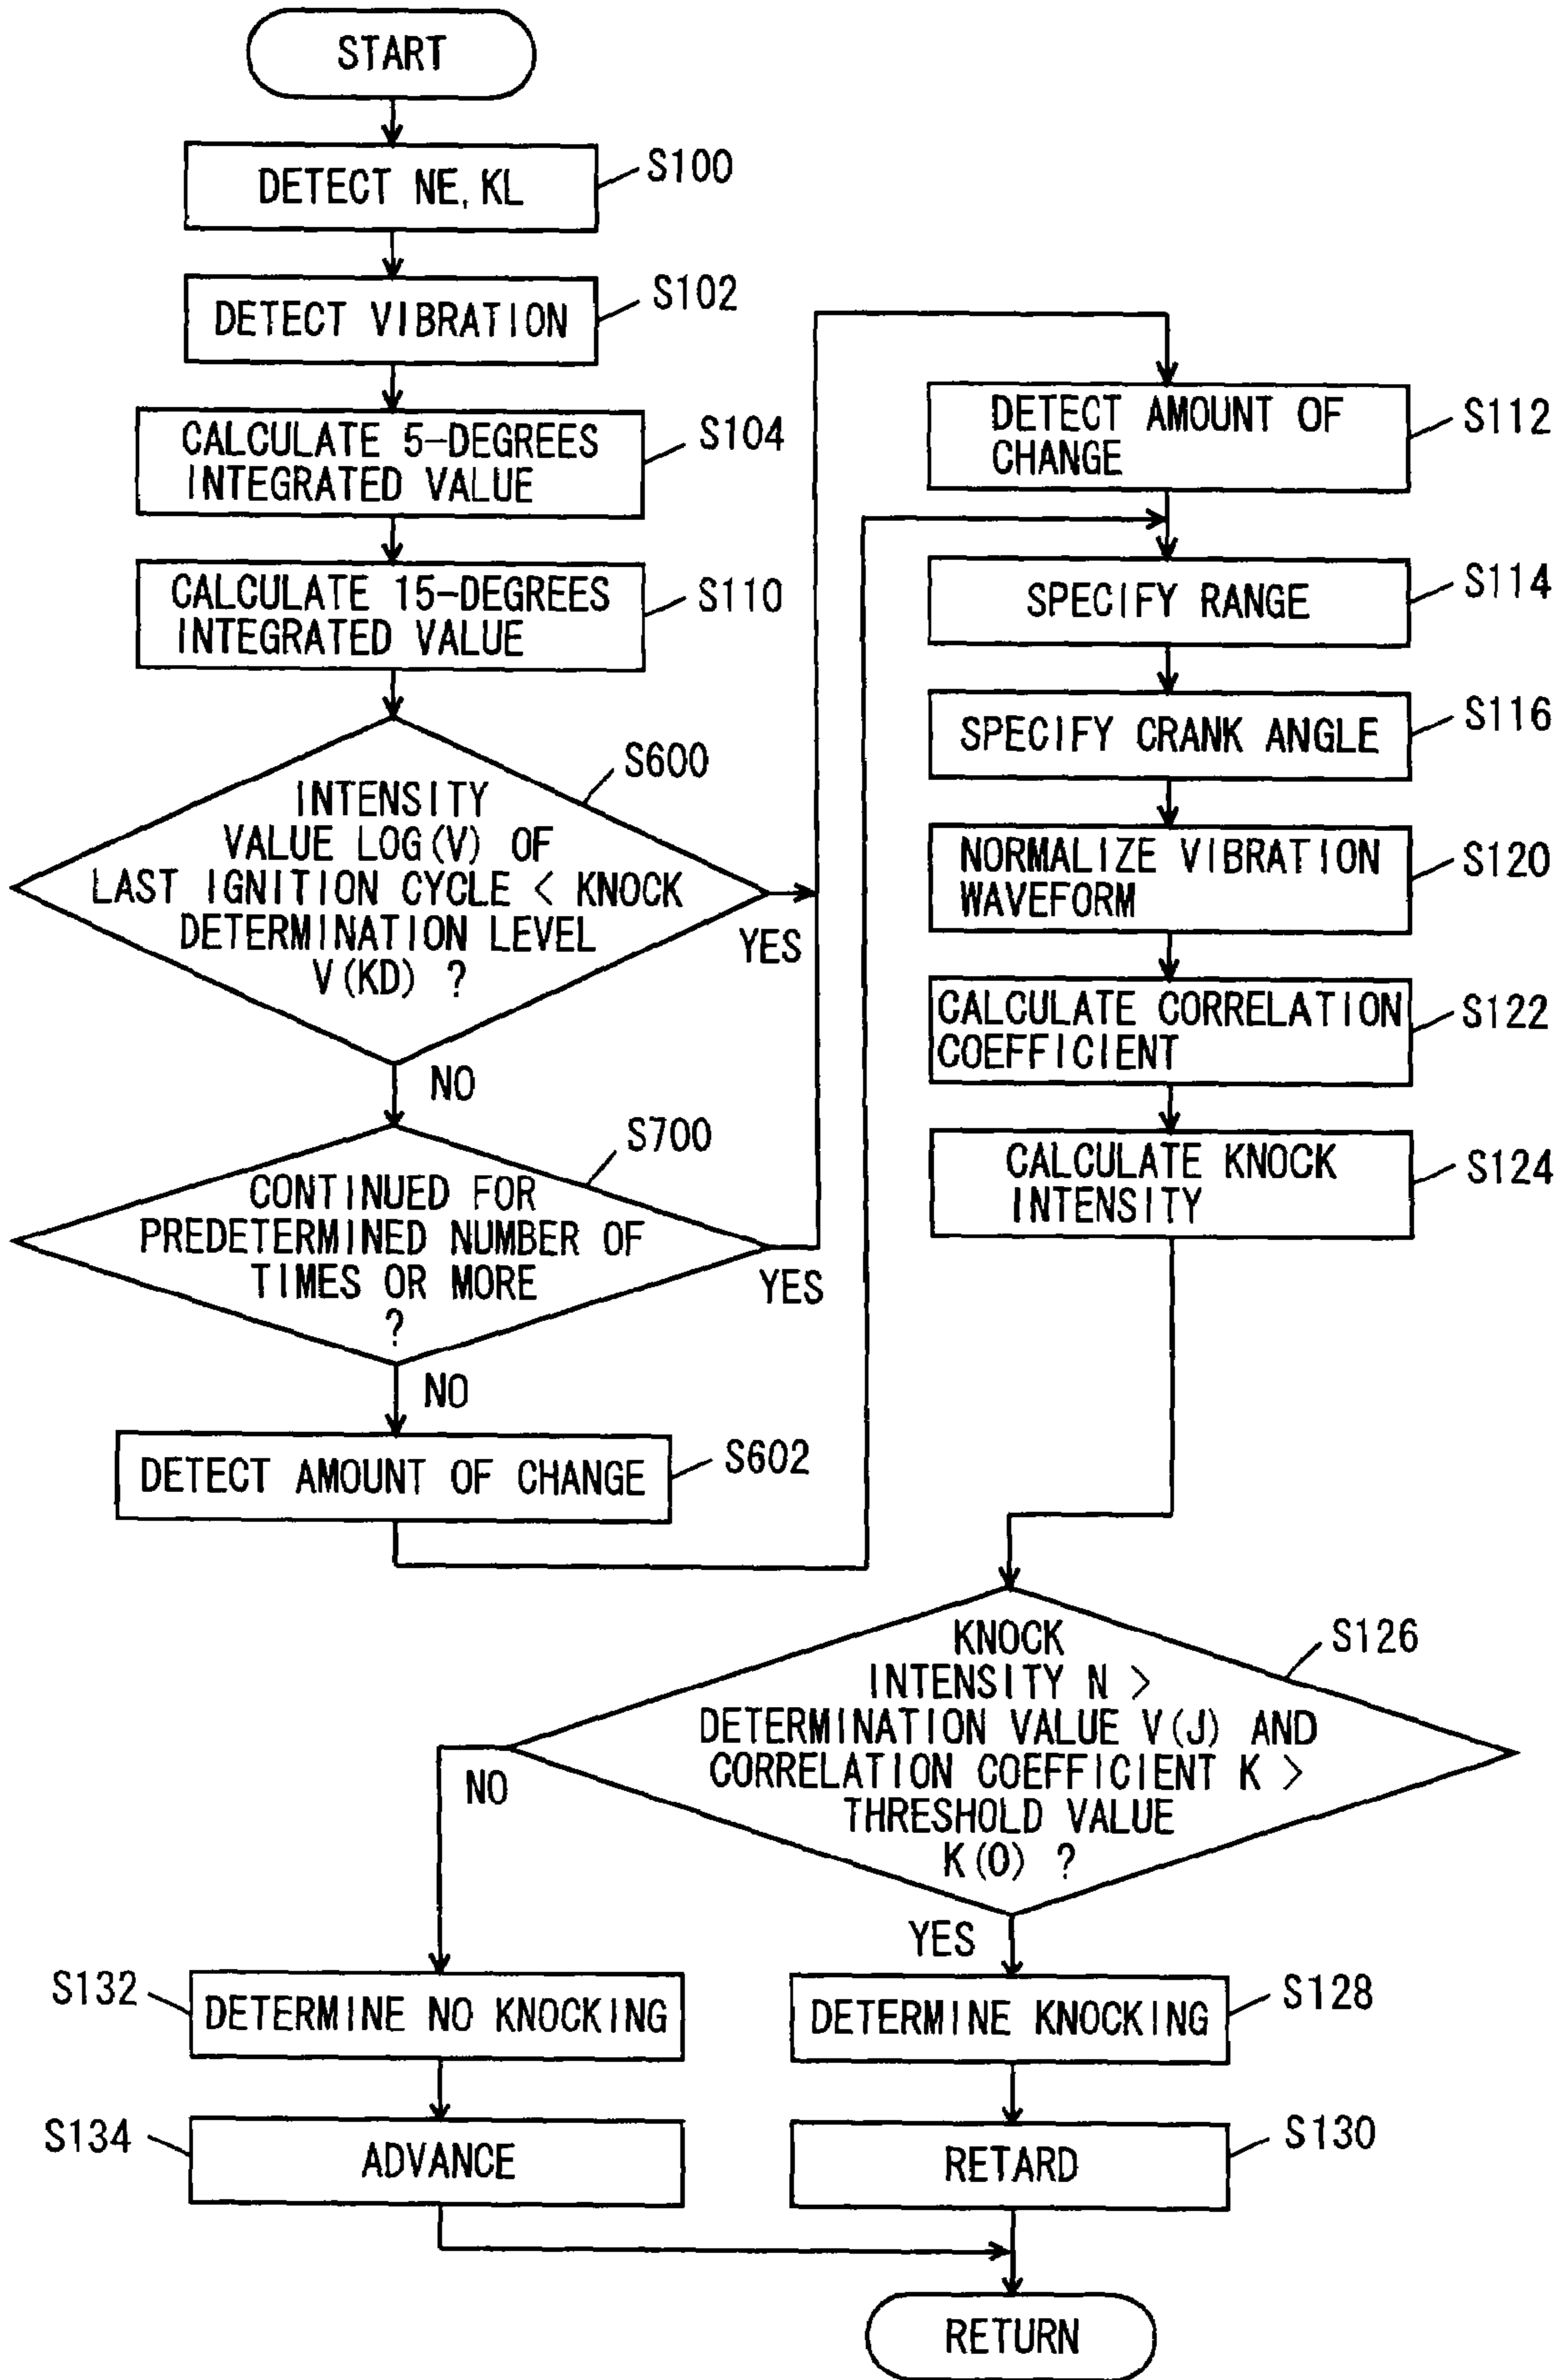 START
DETECT NE, KL
S100
DETECT VIBRATION
S102
CALCULATE 5-DEGREES
INTEGRATED VALUE
S104
CALCULATE 15-DEGREES
INTEGRATED VALUE
S110
INTENSITY
VALUE LOG(V) OF
LAST IGNITION CYCLE < KNOCK
DETERMINATION LEVEL
V(KD) ?
S600
YES
NO
CONTINUED FOR
PREDETERMINED NUMBER OF
TIMES OR MORE
?
S700
YES
NO
DETECT AMOUNT OF CHANGE
S602
DETECT AMOUNT OF
CHANGE
S112
SPECIFY RANGE
S114
SPECIFY CRANK ANGLE
S116
NORMALIZE VIBRATION
WAVEFORM
S120
CALCULATE CORRELATION
COEFFICIENT
S122
CALCULATE KNOCK
INTENSITY
S124
KNOCK
INTENSITY N >
DETERMINATION VALUE V(J) AND
CORRELATION COEFFICIENT K >
THRESHOLD VALUE
K(0) ?
S126
NO
YES
S132
DETERMINE NO KNOCKING
DETERMINE KNOCKING
S128
S134
ADVANCE
RETARD
S130
RETURN